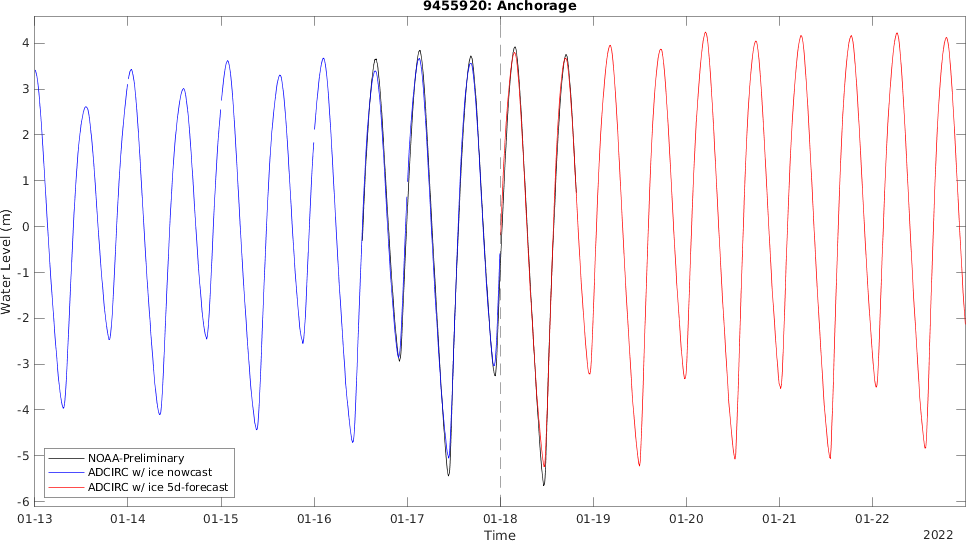 9455920: Anchorage
Water Level (m)
4
3
2
1
0
-1
-2
-3
-4
-5
-6
NOAA-Preliminary
ADCIRC w/ ice nowcast
ADCIRC w/ ice 5d-forecast
01-13 01-14 01-15 01-16 01-17 01-18 01-19 01-20 01-21 01-22
Time
2022